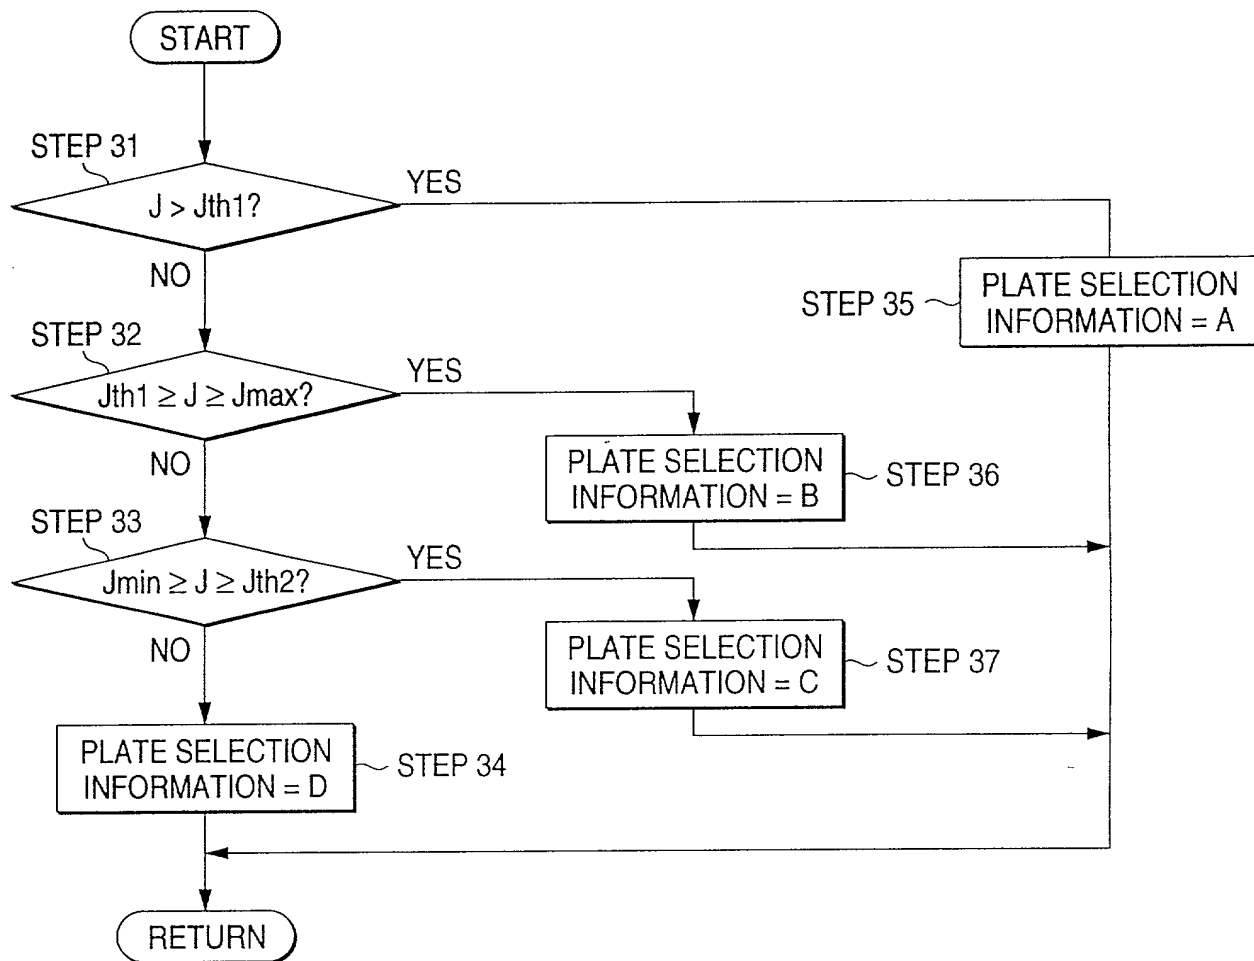 START
STEP 31
J > Jth1?
YES
NO
STEP 35
PLATE SELECTION
INFORMATION = A
STEP 32
Jth1 ≥ J ≥ Jmax?
YES
NO
PLATE SELECTION
INFORMATION = B
STEP 36
STEP 33
Jmin ≥ J ≥ Jth2?
YES
NO
PLATE SELECTION
INFORMATION = C
STEP 37
PLATE SELECTION
INFORMATION = D
STEP 34
RETURN